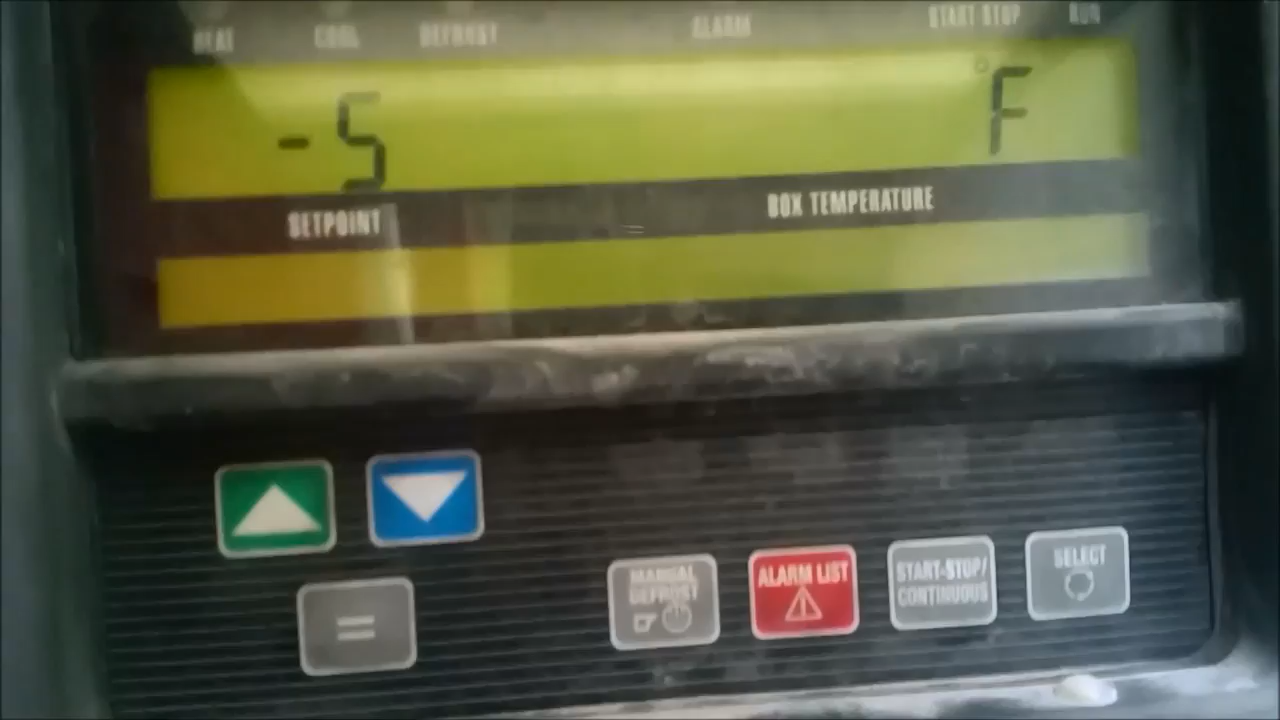 HEAT COOL DEFROST ALARM START STOP RUN
-5 °F
SETPOINT BOX TEMPERATURE
=
MANUAL
DEFROST
ALARM LIST
START-STOP/
CONTINUOUS
SELECT